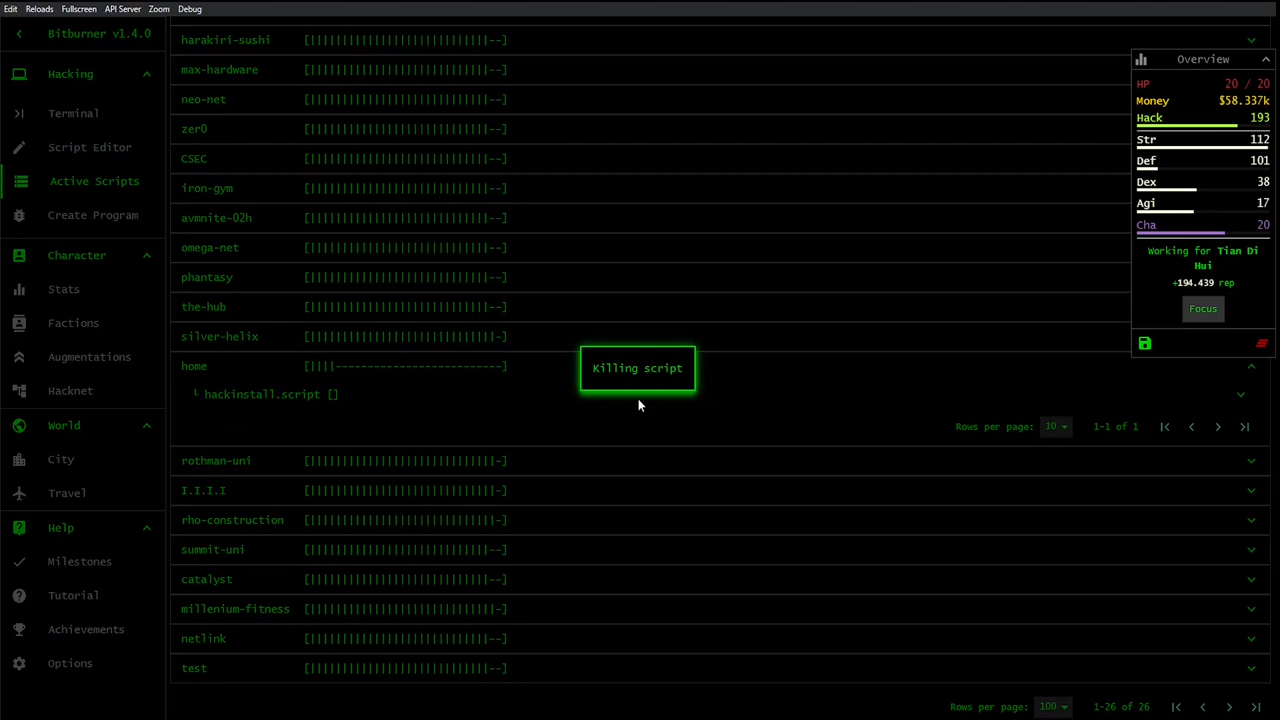 Edit Reloads Fullscreen API Server Zoom Debug
Bitburner v1.4.0
Hacking
Terminal
Script Editor
Active Scripts
Create Program
Character
Stats
Factions
Augmentations
Hacknet
World
City
Travel
Help
Milestones
Tutorial
Achievements
Options
harakiri-sushi [||||||||||||||||||||||||||||--]
max-hardware [||||||||||||||||||||||||||||--]
neo-net [||||||||||||||||||||||||||||--]
zer0 [||||||||||||||||||||||||||||--]
CSEC [||||||||||||||||||||||||||||--]
iron-gym [||||||||||||||||||||||||||||--]
avmnite-02h [||||||||||||||||||||||||||||--]
omega-net [||||||||||||||||||||||||||||--]
phantasy [||||||||||||||||||||||||||||--]
the-hub [||||||||||||||||||||||||||||--]
silver-helix [|||||||||||||||||||||||||||||-]
home [||||--------------------------]
└ hackinstall.script []
Rows per page: 10 1-1 of 1
rothman-uni [|||||||||||||||||||||||||||||-]
I.I.I.I [|||||||||||||||||||||||||||||-]
rho-construction [|||||||||||||||||||||||||||||-]
summit-uni [|||||||||||||||||||||||||||||-]
catalyst [|||||||||||||||||||||||||||||-]
millenium-fitness [|||||||||||||||||||||||||||||-]
netlink [||||||||||||||||||||||||||||--]
test [||||||||||||||||||||||||||||--]
Rows per page: 100 1-26 of 26
Killing script
Overview
HP 20 / 20
Money $58.337k
Hack 193
Str 112
Def 101
Dex 38
Agi 17
Cha 20
Working for Tian Di
Hui
+194.439 rep
Focus